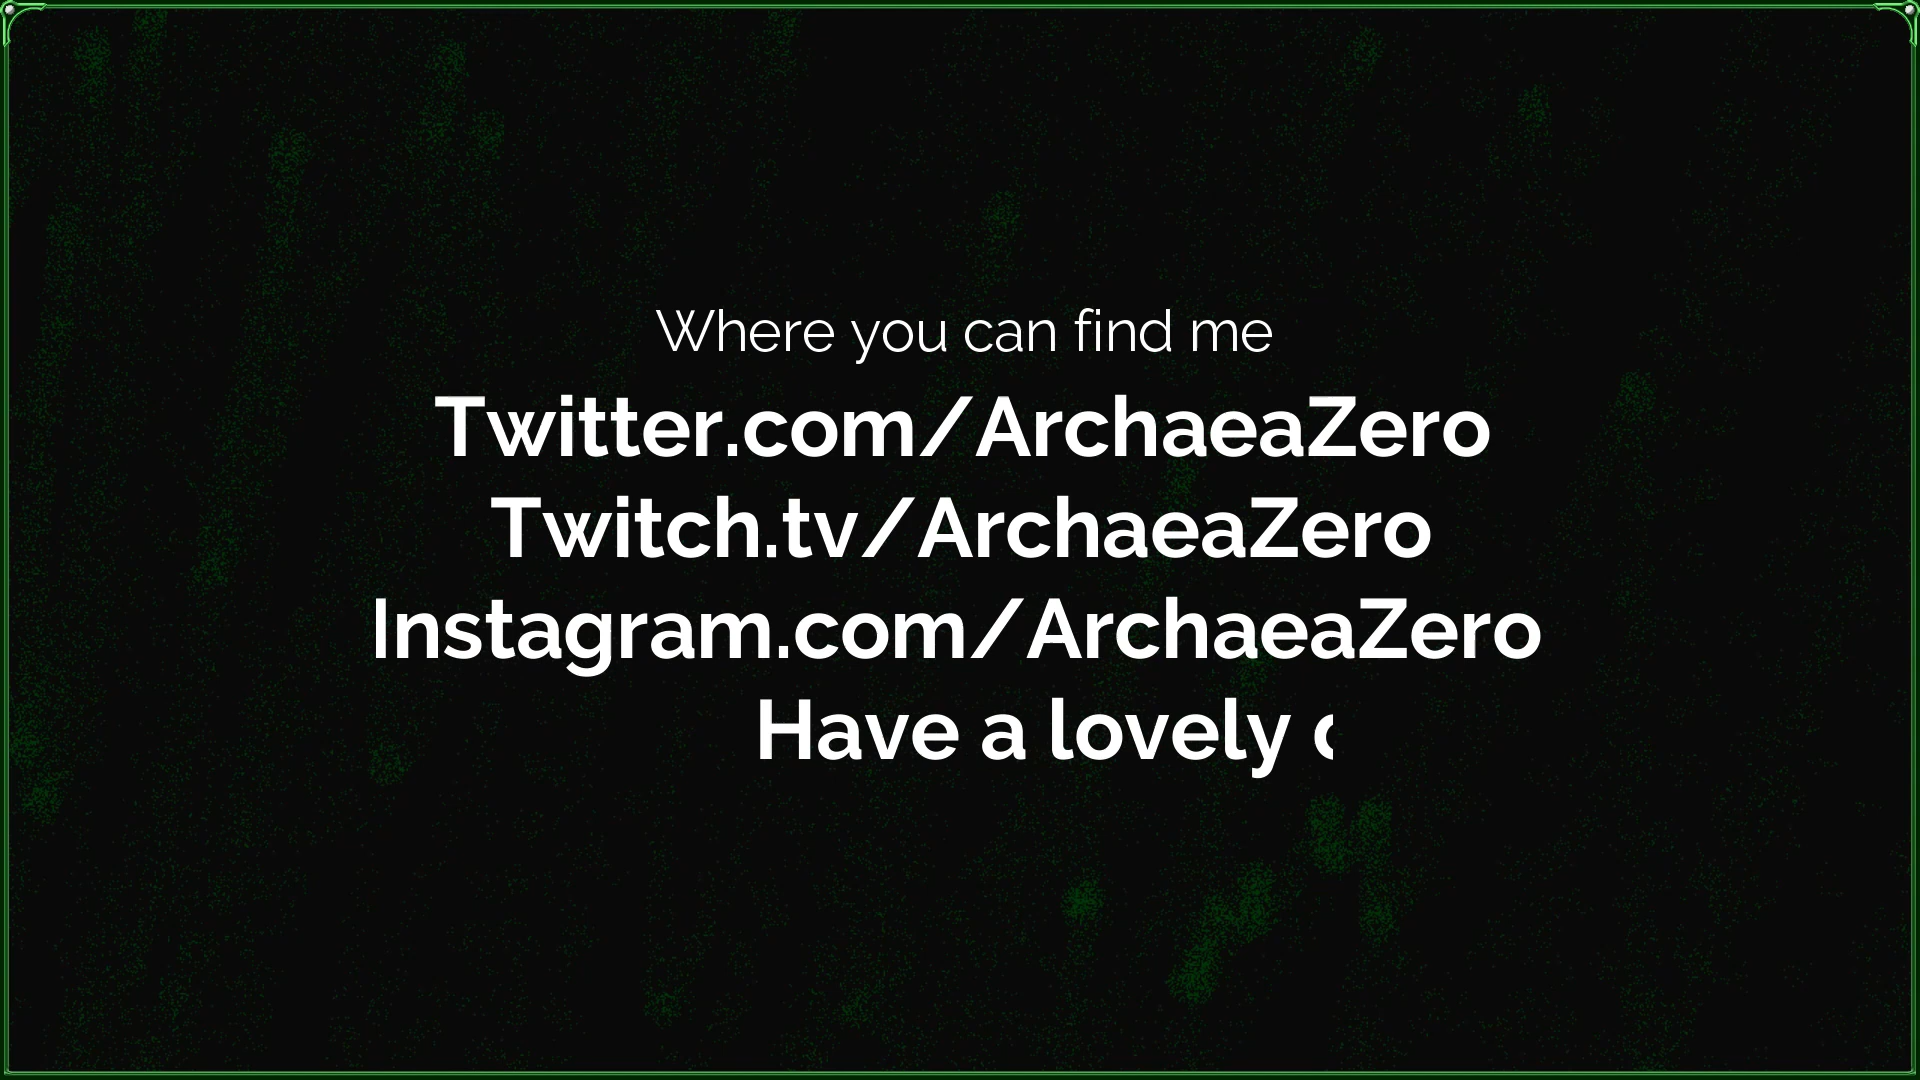 Where you can find me
Twitter.com/ArchaeaZero
Twitch.tv/ArchaeaZero
Instagram.com/ArchaeaZero
Have a lovely